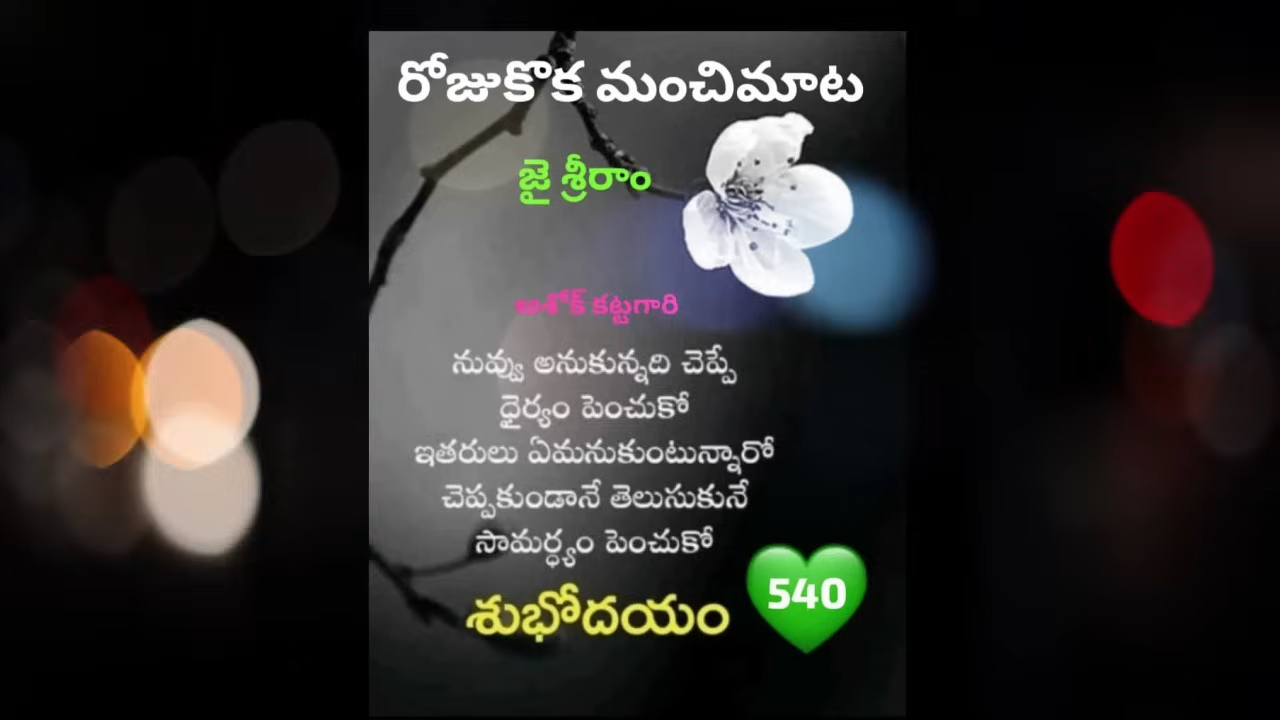 రోజుకొక మంచిమాట
జై శ్రీరాం
అశోక్ కట్టగారి
నువ్వు అనుకున్నది చెప్పే
ధైర్యం పెంచుకో
ఇతరులు ఏమనుకుంటున్నారో
చెప్పకుండానే తెలుసుకునే
సామర్ధ్యం పెంచుకో
శుభోదయం
540